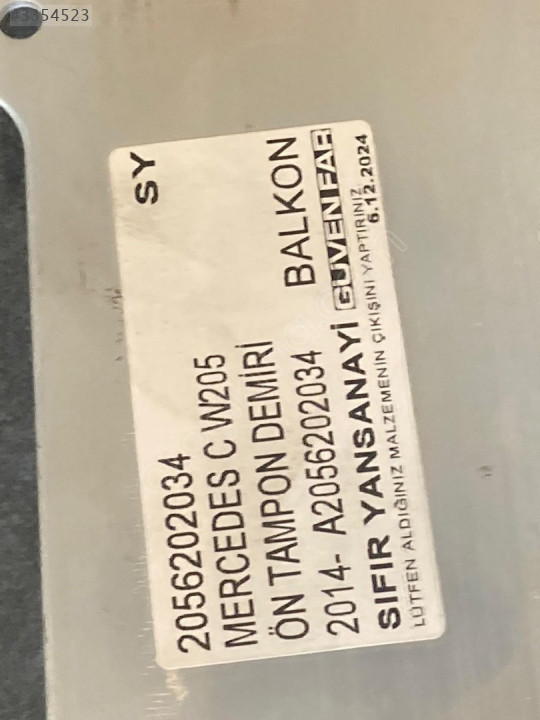 SY
2056202034
MERCEDES C W205
ÖN TAMPON DEMİRİ BALKON
2014- A2056202034
SIFIR YANSANAYİ GÜVENFAR
LÜTFEN ALDIĞINIZ MALZEMENİN ÇIKIŞINI YAPTIRINIZ
6.12.2024